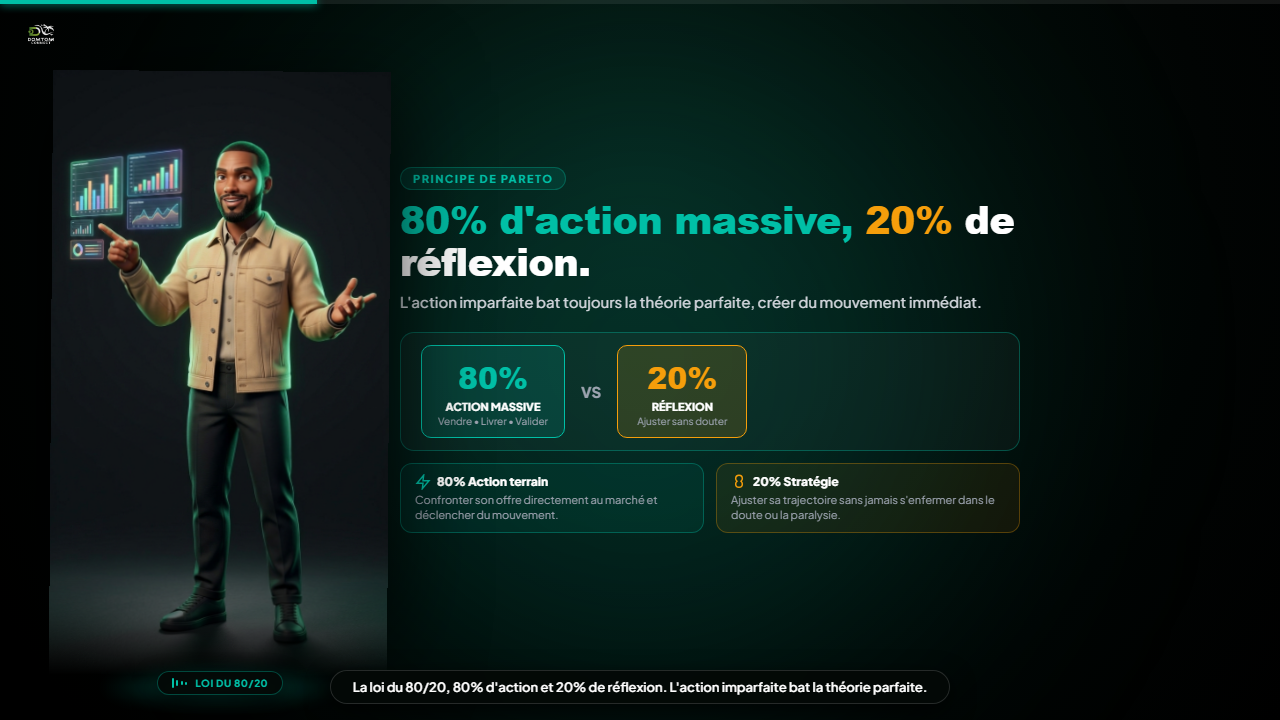 DOMTOM
CONNECT
PRINCIPE DE PARETO
80% d'action massive, 20% de
réflexion.
L'action imparfaite bat toujours la théorie parfaite, créer du mouvement immédiat.
80%
ACTION MASSIVE
Vendre • Livrer • Valider
VS
20%
RÉFLEXION
Ajuster sans douter
80% Action terrain
Confronter son offre directement au marché et
déclencher du mouvement.
20% Stratégie
Ajuster sa trajectoire sans jamais s'enfermer dans le
doute ou la paralysie.
LOI DU 80/20
La loi du 80/20, 80% d'action et 20% de réflexion. L'action imparfaite bat la théorie parfaite.